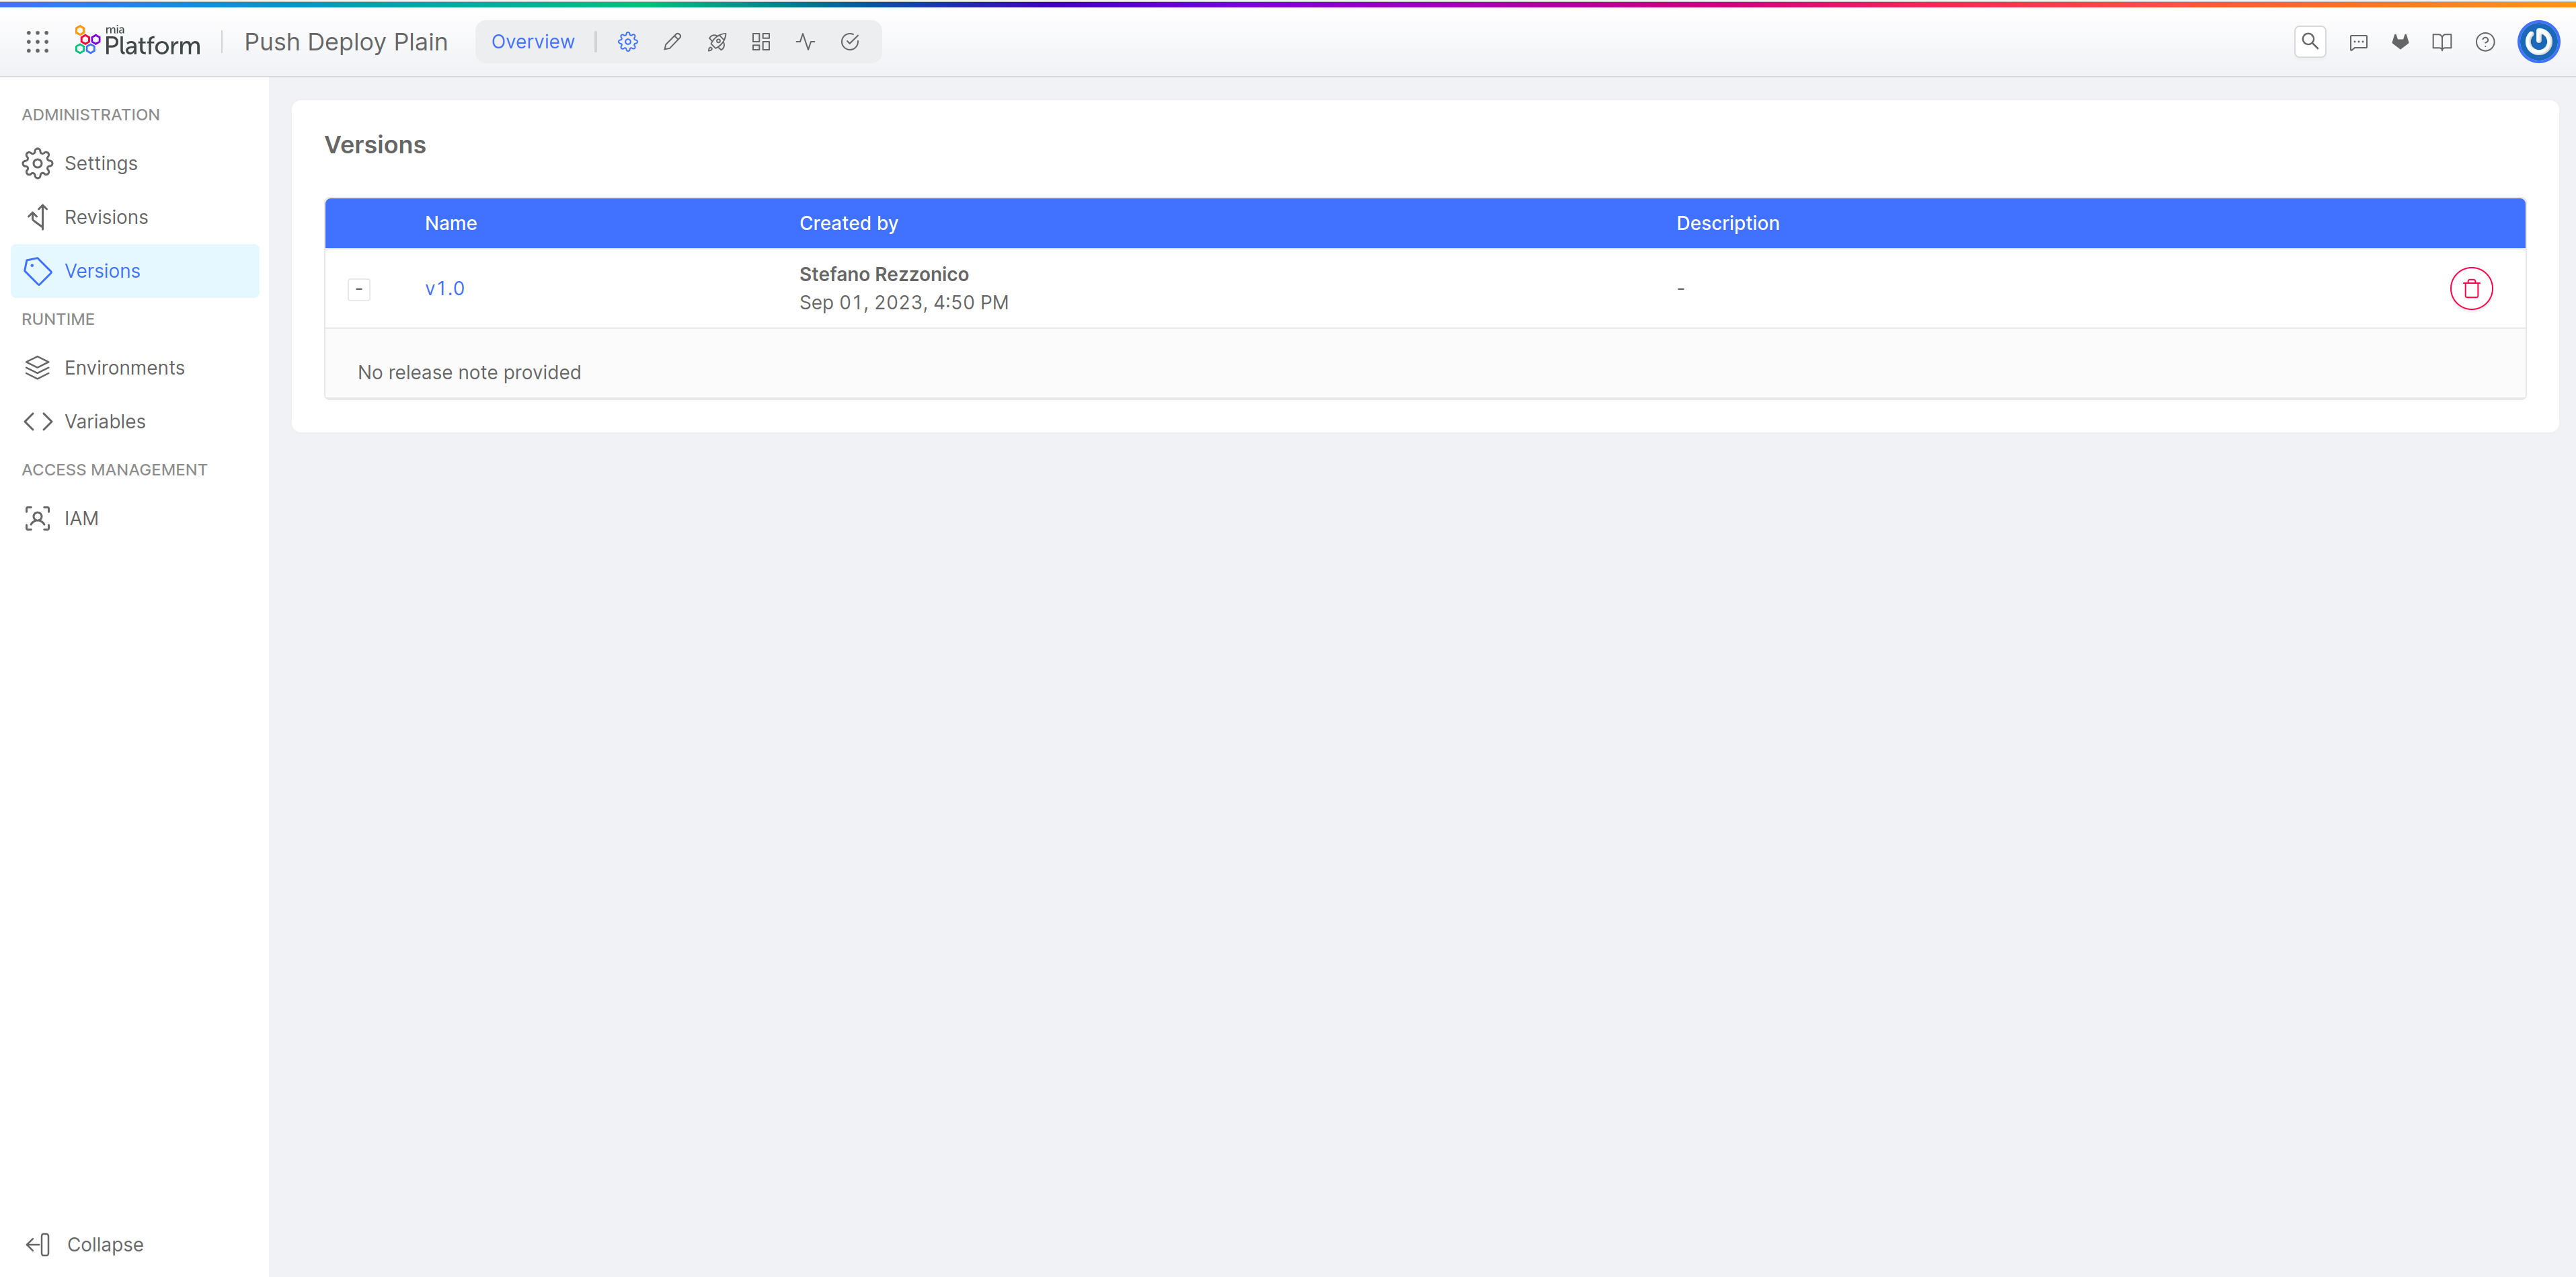 mia
Platform
Push Deploy Plain
Overview
ADMINISTRATION
Settings
Revisions
Versions
RUNTIME
Environments
Variables
ACCESS MANAGEMENT
IAM
Collapse
Versions
Name Created by Description
- v1.0 Stefano Rezzonico -
Sep 01, 2023, 4:50 PM
No release note provided